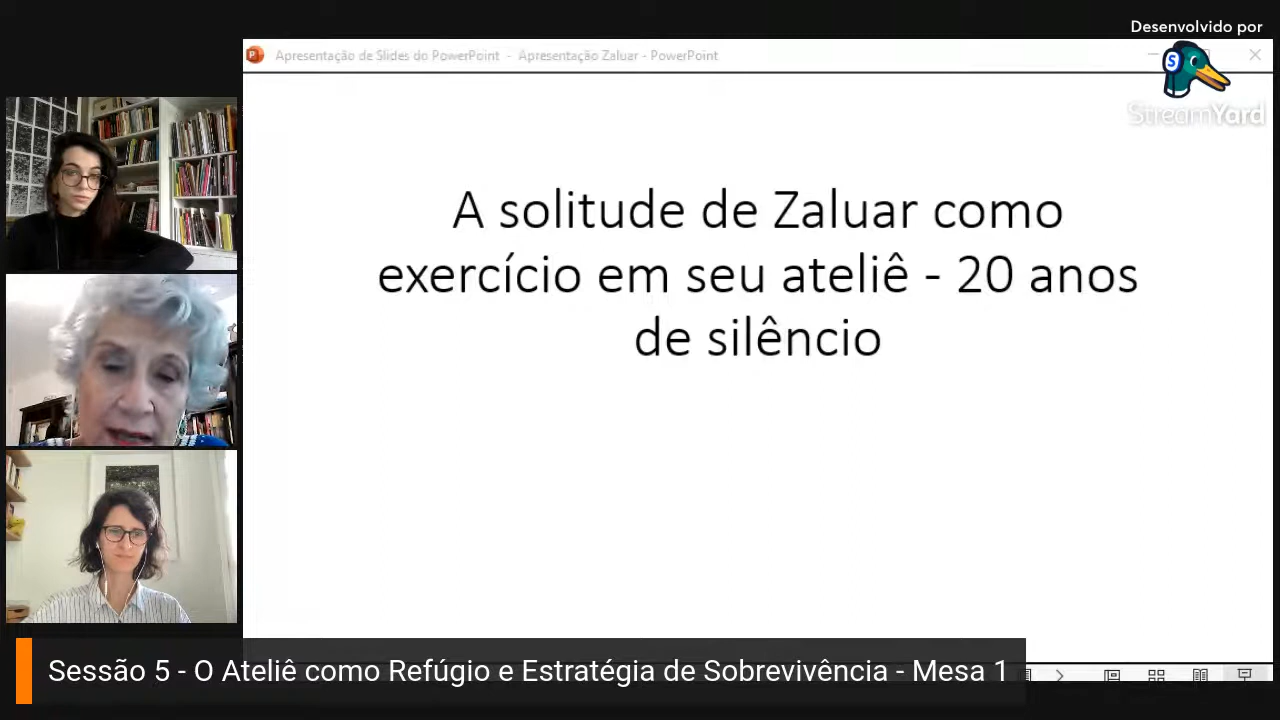 Desenvolvido por
StreamYard
Apresentação de Slides do PowerPoint - Apresentação Zaluar - PowerPoint
A solitude de Zaluar como
exercício em seu ateliê - 20 anos
de silêncio
Sessão 5 - O Ateliê como Refúgio e Estratégia de Sobrevivência - Mesa 1